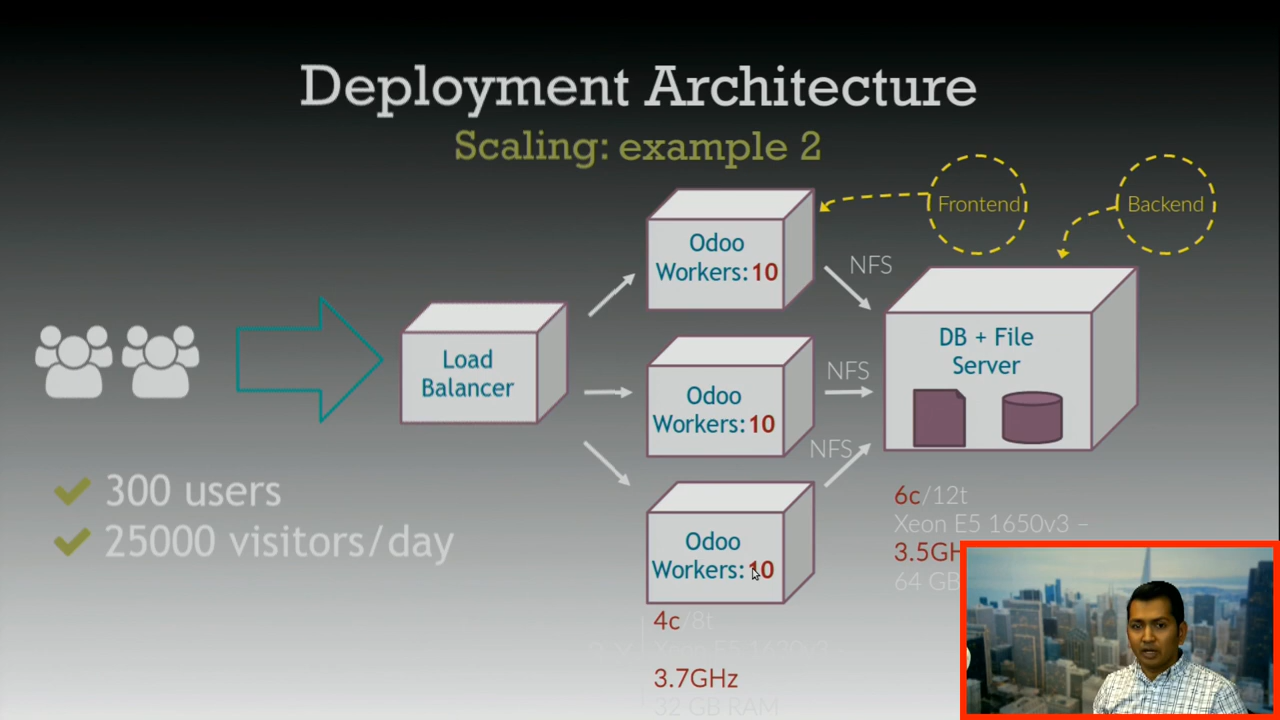 Deployment Architecture
Scaling: example 2
Frontend
Backend
Odoo
Workers: 10
NFS
DB + File
Server
Load
Balancer
Odoo
Workers: 10
NFS
NFS
Odoo
Workers: 10
300 users
25000 visitors/day
6c/12t
Xeon E5 1650v3 –
3.5GH
64 GB
4c/8t
3.7GHz
32 GB RAM